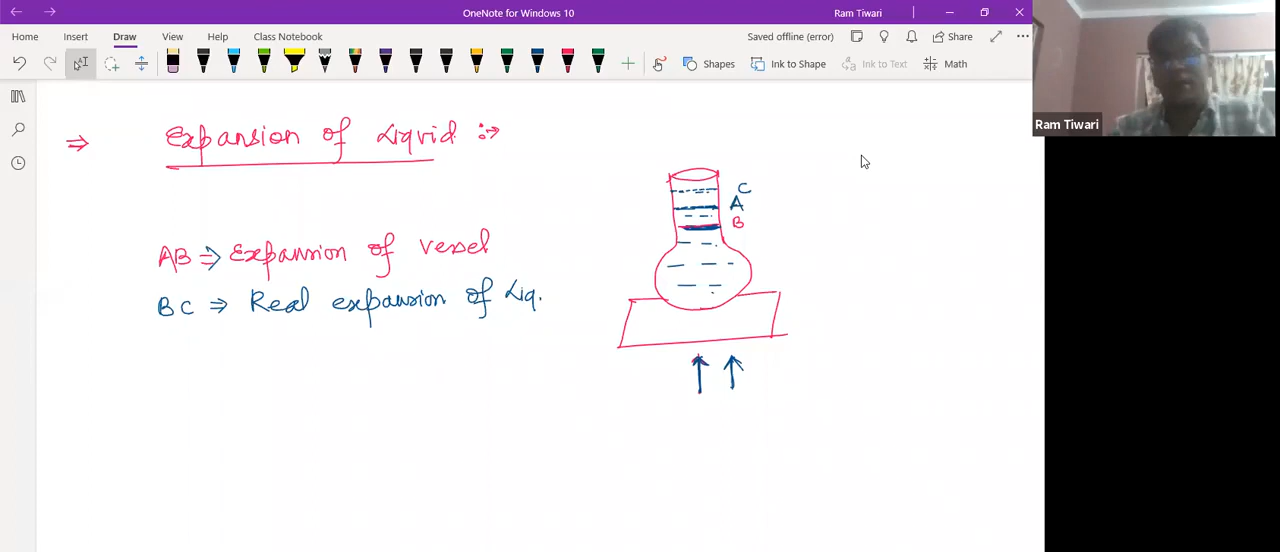 OneNote for Windows 10
Ram Tiwari
Home
Insert
Draw
View
Help
Class Notebook
Saved offline (error)
Share
Shapes
Ink to Shape
Ink to Text
Math
Ram Tiwari
⇒ Expansion of Liquid :→
C
A
B
AB ⇒ Expansion of vessel
BC ⇒ Real expansion of Liq.